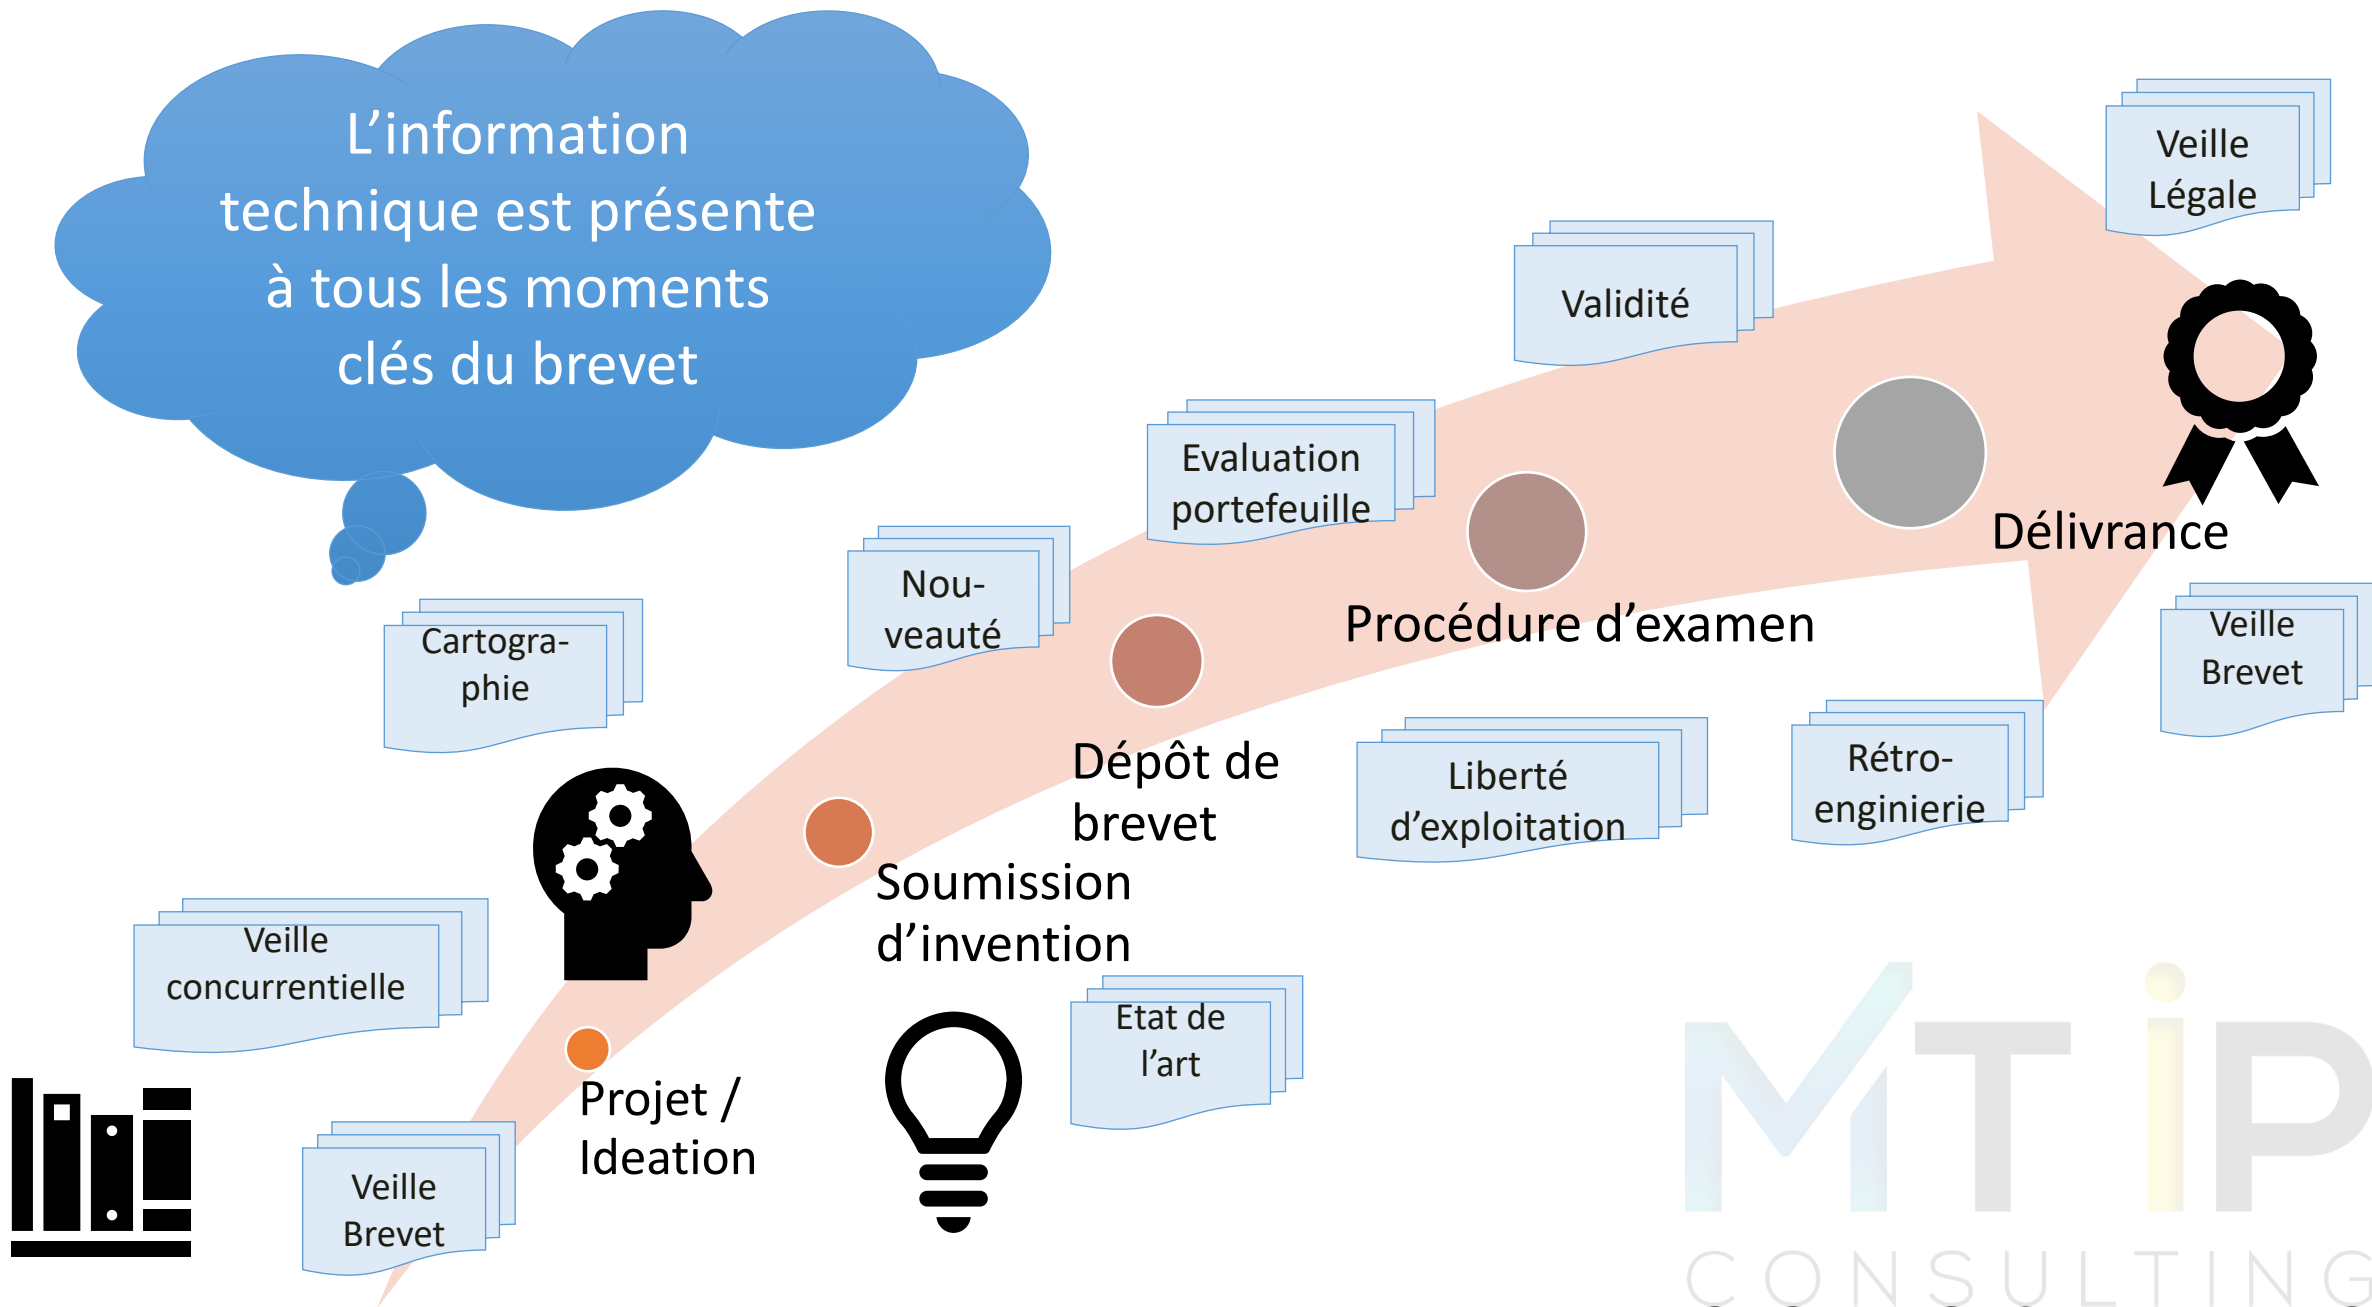 L’information
technique est présente
à tous les moments
clés du brevet
Veille
Légale
Validité
Evaluation
portefeuille
Délivrance
Nou-
veauté
Procédure d’examen
Cartogra-
phie
Veille
Brevet
Dépôt de
brevet
Liberté
d’exploitation
Rétro-
enginierie
Soumission
d’invention
Veille
concurrentielle
Etat de
l’art
Projet /
Ideation
Veille
Brevet
MTIP
CONSULTING